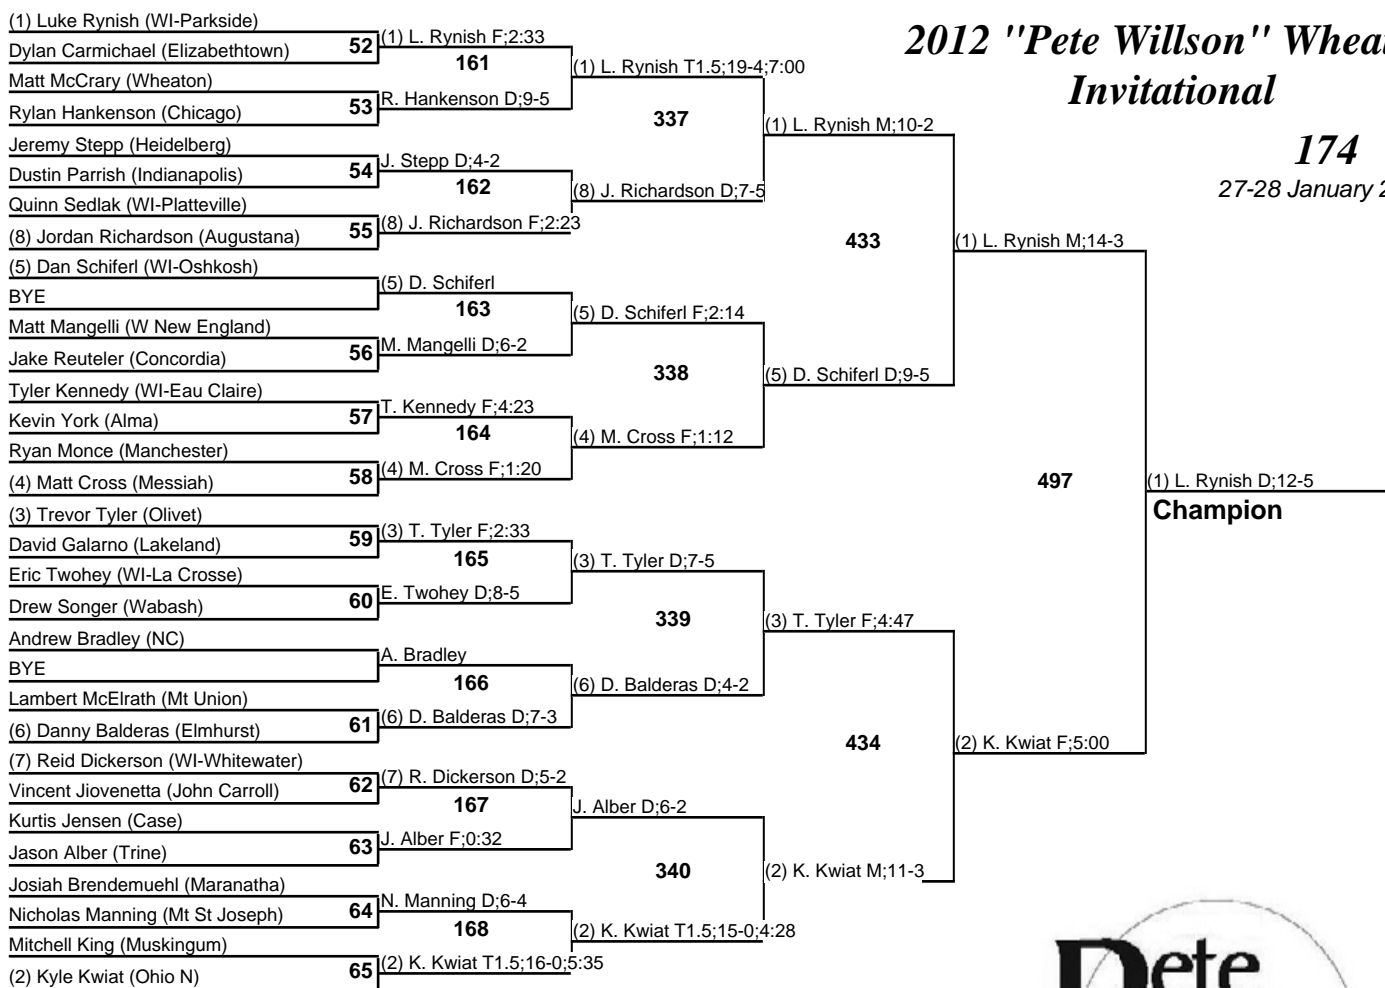 2012 "Pete Willson" Wheat
Invitational
174
27-28 January 2
(1) Luke Rynish (WI-Parkside)
Dylan Carmichael (Elizabethtown)
52
(1) L. Rynish F;2:33
161
(1) L. Rynish T1.5;19-4;7:00
Matt McCrary (Wheaton)
Rylan Hankenson (Chicago)
53
R. Hankenson D;9-5
337
(1) L. Rynish M;10-2
Jeremy Stepp (Heidelberg)
Dustin Parrish (Indianapolis)
54
J. Stepp D;4-2
162
(8) J. Richardson D;7-5
Quinn Sedlak (WI-Platteville)
(8) Jordan Richardson (Augustana)
55
(8) J. Richardson F;2:23
433
(1) L. Rynish M;14-3
(5) Dan Schiferl (WI-Oshkosh)
BYE
(5) D. Schiferl
163
(5) D. Schiferl F;2:14
Matt Mangelli (W New England)
Jake Reuteler (Concordia)
56
M. Mangelli D;6-2
338
(5) D. Schiferl D;9-5
Tyler Kennedy (WI-Eau Claire)
Kevin York (Alma)
57
T. Kennedy F;4:23
164
(4) M. Cross F;1:12
Ryan Monce (Manchester)
(4) Matt Cross (Messiah)
58
(4) M. Cross F;1:20
497
(1) L. Rynish D;12-5
Champion
(3) Trevor Tyler (Olivet)
David Galarno (Lakeland)
59
(3) T. Tyler F;2:33
165
(3) T. Tyler D;7-5
Eric Twohey (WI-La Crosse)
Drew Songer (Wabash)
60
E. Twohey D;8-5
339
(3) T. Tyler F;4:47
Andrew Bradley (NC)
BYE
A. Bradley
166
(6) D. Balderas D;4-2
Lambert McElrath (Mt Union)
(6) Danny Balderas (Elmhurst)
61
(6) D. Balderas D;7-3
434
(2) K. Kwiat F;5:00
(7) Reid Dickerson (WI-Whitewater)
Vincent Jiovenetta (John Carroll)
62
(7) R. Dickerson D;5-2
167
J. Alber D;6-2
Kurtis Jensen (Case)
Jason Alber (Trine)
63
J. Alber F;0:32
340
(2) K. Kwiat M;11-3
Josiah Brendemuehl (Maranatha)
Nicholas Manning (Mt St Joseph)
64
N. Manning D;6-4
168
(2) K. Kwiat T1.5;15-0;4:28
Mitchell King (Muskingum)
(2) Kyle Kwiat (Ohio N)
65
(2) K. Kwiat T1.5;16-0;5:35
Pete